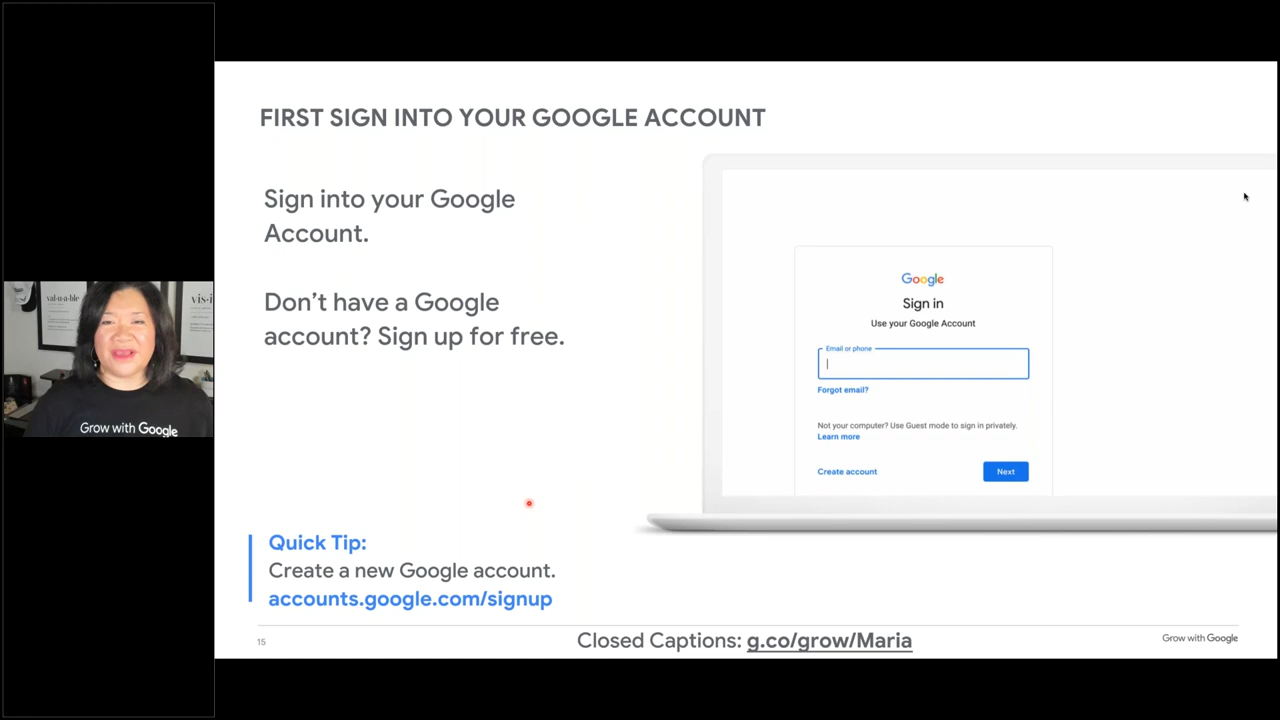 FIRST SIGN INTO YOUR GOOGLE ACCOUNT
Sign into your Google
Account.
Don't have a Google
account? Sign up for free.
Google
Sign in
Use your Google Account
Email or phone
Forgot email?
Not your computer? Use Guest mode to sign in privately.
Learn more
Create account
Next
val·u·a·ble
vis·i
Grow with Google
Quick Tip:
Create a new Google account.
accounts.google.com/signup
15
Closed Captions: g.co/grow/Maria
Grow with Google